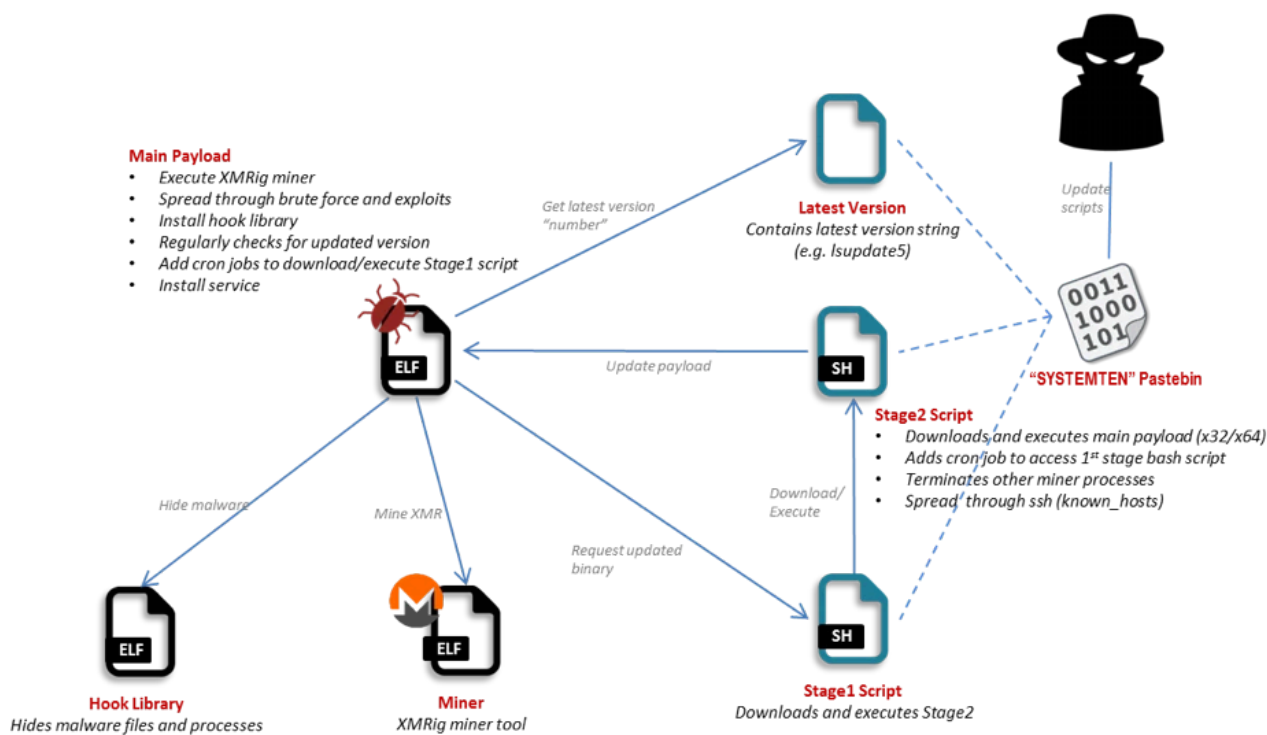 Main Payload
• Execute XMRig miner
• Spread through brute force and exploits
• Install hook library
• Regularly checks for updated version
• Add cron jobs to download/execute Stage1 script
• Install service
Get latest version
“number”
Latest Version
Contains latest version string
(e.g. lsupdate5)
Update
scripts
0011
1000
101
“SYSTEMTEN” Pastebin
ELF
Update payload
SH
Stage2 Script
• Downloads and executes main payload (x32/x64)
• Adds cron job to access 1st stage bash script
• Terminates other miner processes
• Spread through ssh (known_hosts)
Hide malware
Mine XMR
Request updated
binary
Download/
Execute
ELF
Hook Library
Hides malware files and processes
M
ELF
Miner
XMRig miner tool
SH
Stage1 Script
Downloads and executes Stage2